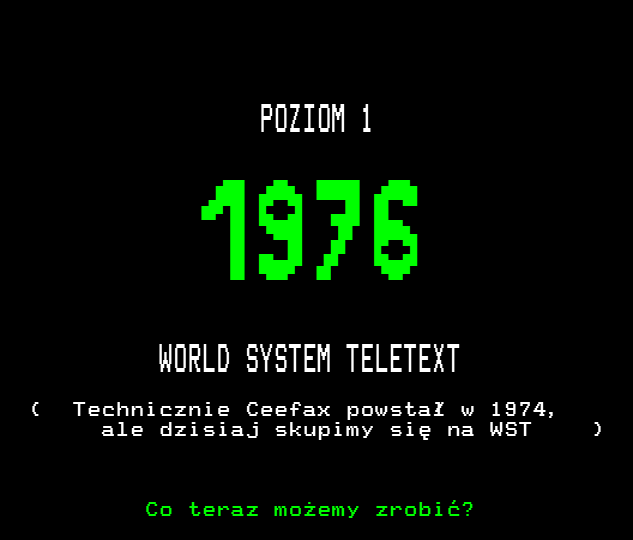 POZIOM 1
1976
WORLD SYSTEM TELETEXT
( Technicznie Ceefax powstał w 1974,
ale dzisiaj skupimy się na WST )
Co teraz możemy zrobić?